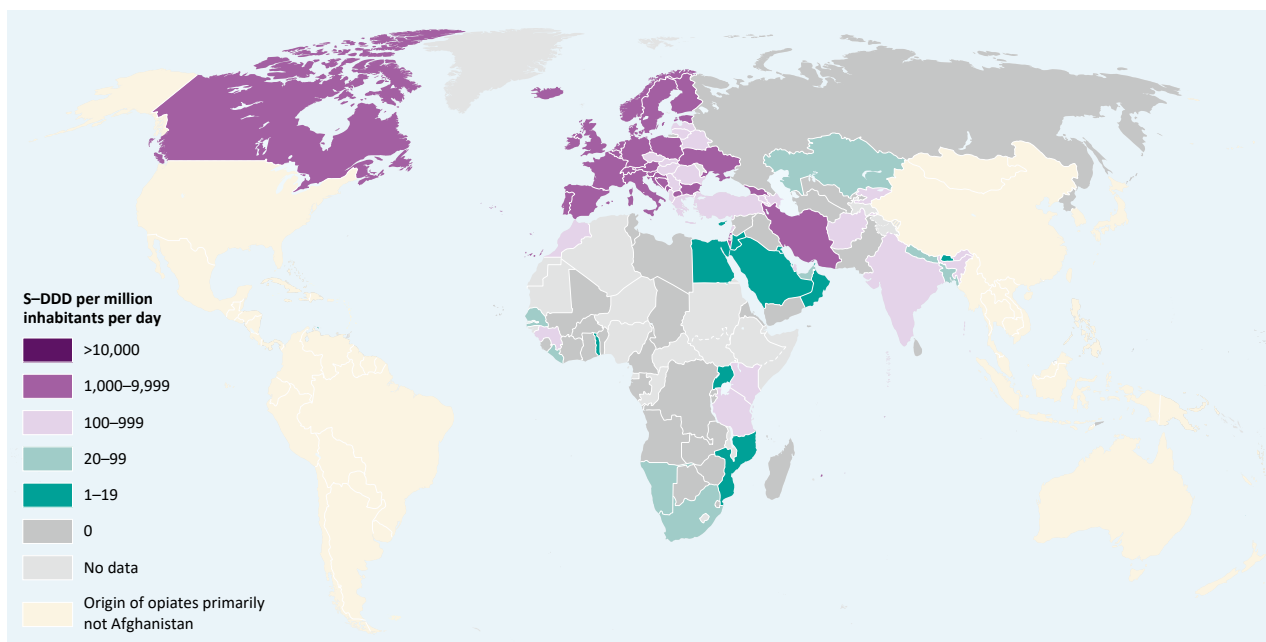 S–DDD per million
inhabitants per day
>10,000
1,000–9,999
100–999
20–99
1–19
0
No data
Origin of opiates primarily
not Afghanistan